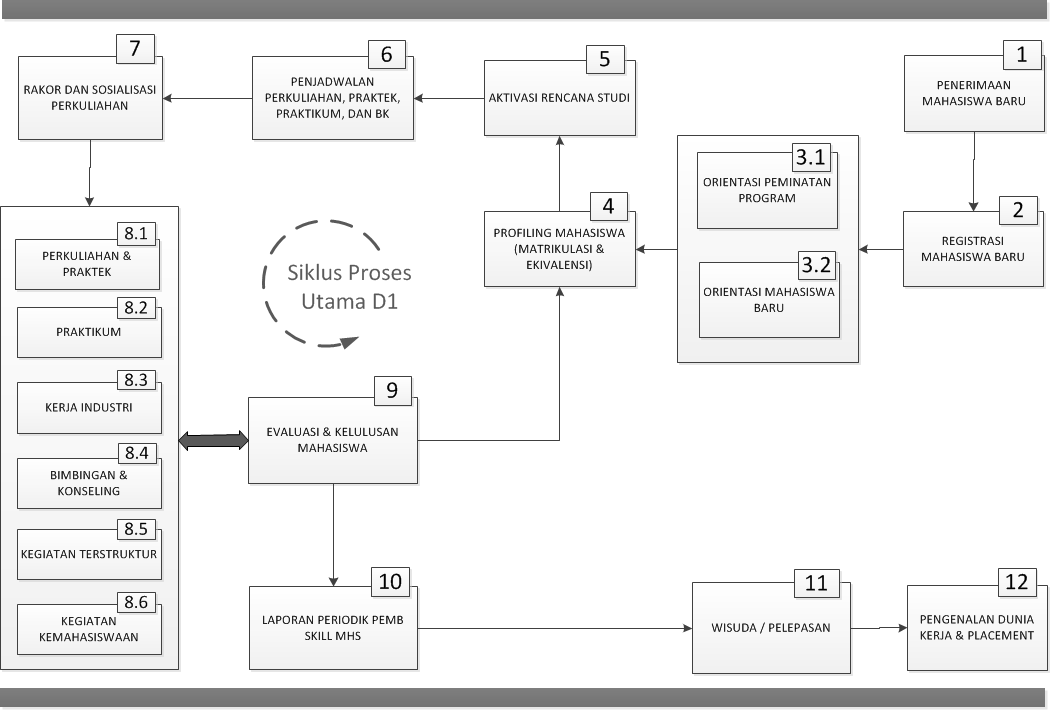 1
PENERIMAAN
MAHASISWA BARU
2
REGISTRASI
MAHASISWA BARU
3.1
ORIENTASI PEMINATAN
PROGRAM
3.2
ORIENTASI MAHASISWA
BARU
4
PROFILING MAHASISWA
(MATRIKULASI &
EKIVALENSI)
5
AKTIVASI RENCANA STUDI
6
PENJADWALAN
PERKULIAHAN, PRAKTEK,
PRAKTIKUM, DAN BK
7
RAKOR DAN SOSIALISASI
PERKULIAHAN
8.1
PERKULIAHAN &
PRAKTEK
8.2
PRAKTIKUM
8.3
KERJA INDUSTRI
8.4
BIMBINGAN &
KONSELING
8.5
KEGIATAN TERSTRUKTUR
8.6
KEGIATAN
KEMAHASISWAAN
Siklus Proses
Utama D1
9
EVALUASI & KELULUSAN
MAHASISWA
10
LAPORAN PERIODIK PEMB
SKILL MHS
11
WISUDA / PELEPASAN
12
PENGENALAN DUNIA
KERJA & PLACEMENT